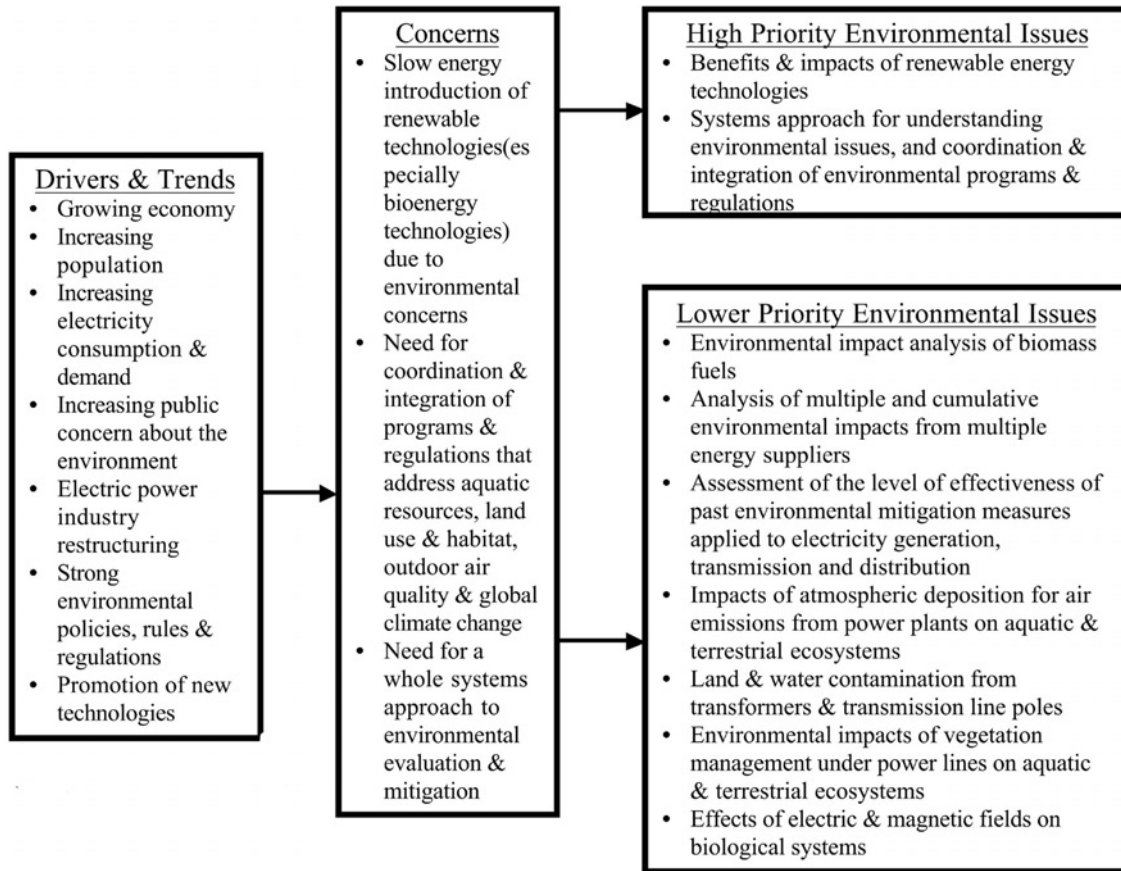 Drivers & Trends
• Growing economy
• Increasing
population
• Increasing
electricity
consumption &
demand
• Increasing public
concern about the
environment
• Electric power
industry
restructuring
• Strong
environmental
policies, rules &
regulations
• Promotion of new
technologies
Concerns
• Slow energy
introduction of
renewable
technologies(es
pecially
bioenergy
technologies)
due to
environmental
concerns
• Need for
coordination &
integration of
programs &
regulations that
address aquatic
resources, land
use & habitat,
outdoor air
quality & global
climate change
• Need for a
whole systems
approach to
environmental
evaluation &
mitigation
High Priority Environmental Issues
• Benefits & impacts of renewable energy
technologies
• Systems approach for understanding
environmental issues, and coordination &
integration of environmental programs &
regulations
Lower Priority Environmental Issues
• Environmental impact analysis of biomass
fuels
• Analysis of multiple and cumulative
environmental impacts from multiple
energy suppliers
• Assessment of the level of effectiveness of
past environmental mitigation measures
applied to electricity generation,
transmission and distribution
• Impacts of atmospheric deposition for air
emissions from power plants on aquatic &
terrestrial ecosystems
• Land & water contamination from
transformers & transmission line poles
• Environmental impacts of vegetation
management under power lines on aquatic
& terrestrial ecosystems
• Effects of electric & magnetic fields on
biological systems